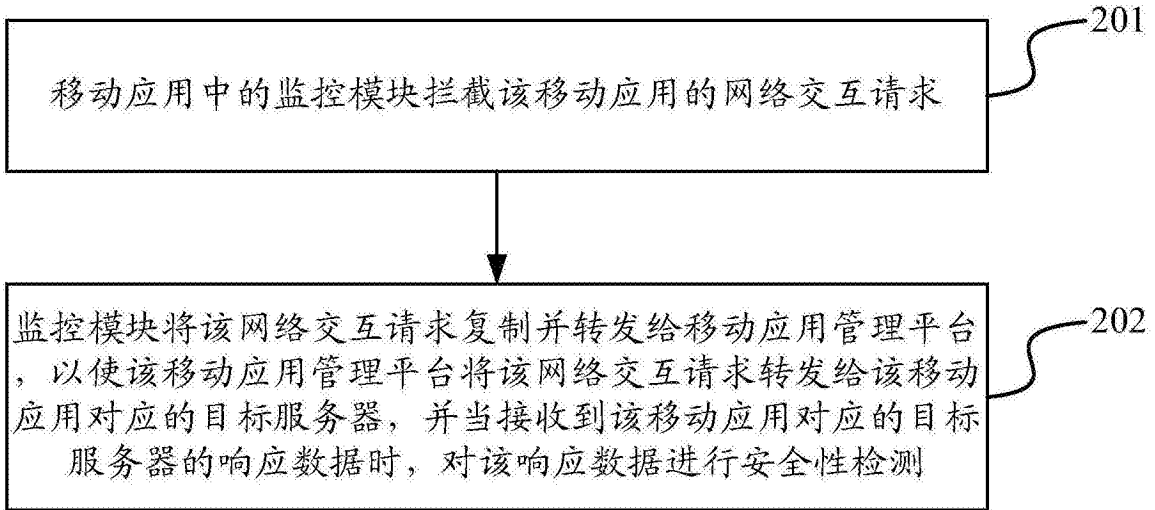 201
移动应用中的监控模块拦截该移动应用的网络交互请求
监控模块将该网络交互请求复制并转发给移动应用管理平台
，以使该移动应用管理平台将该网络交互请求转发给该移动
应用对应的目标服务器，并当接收到该移动应用对应的目标
服务器的响应数据时，对该响应数据进行安全性检测
202